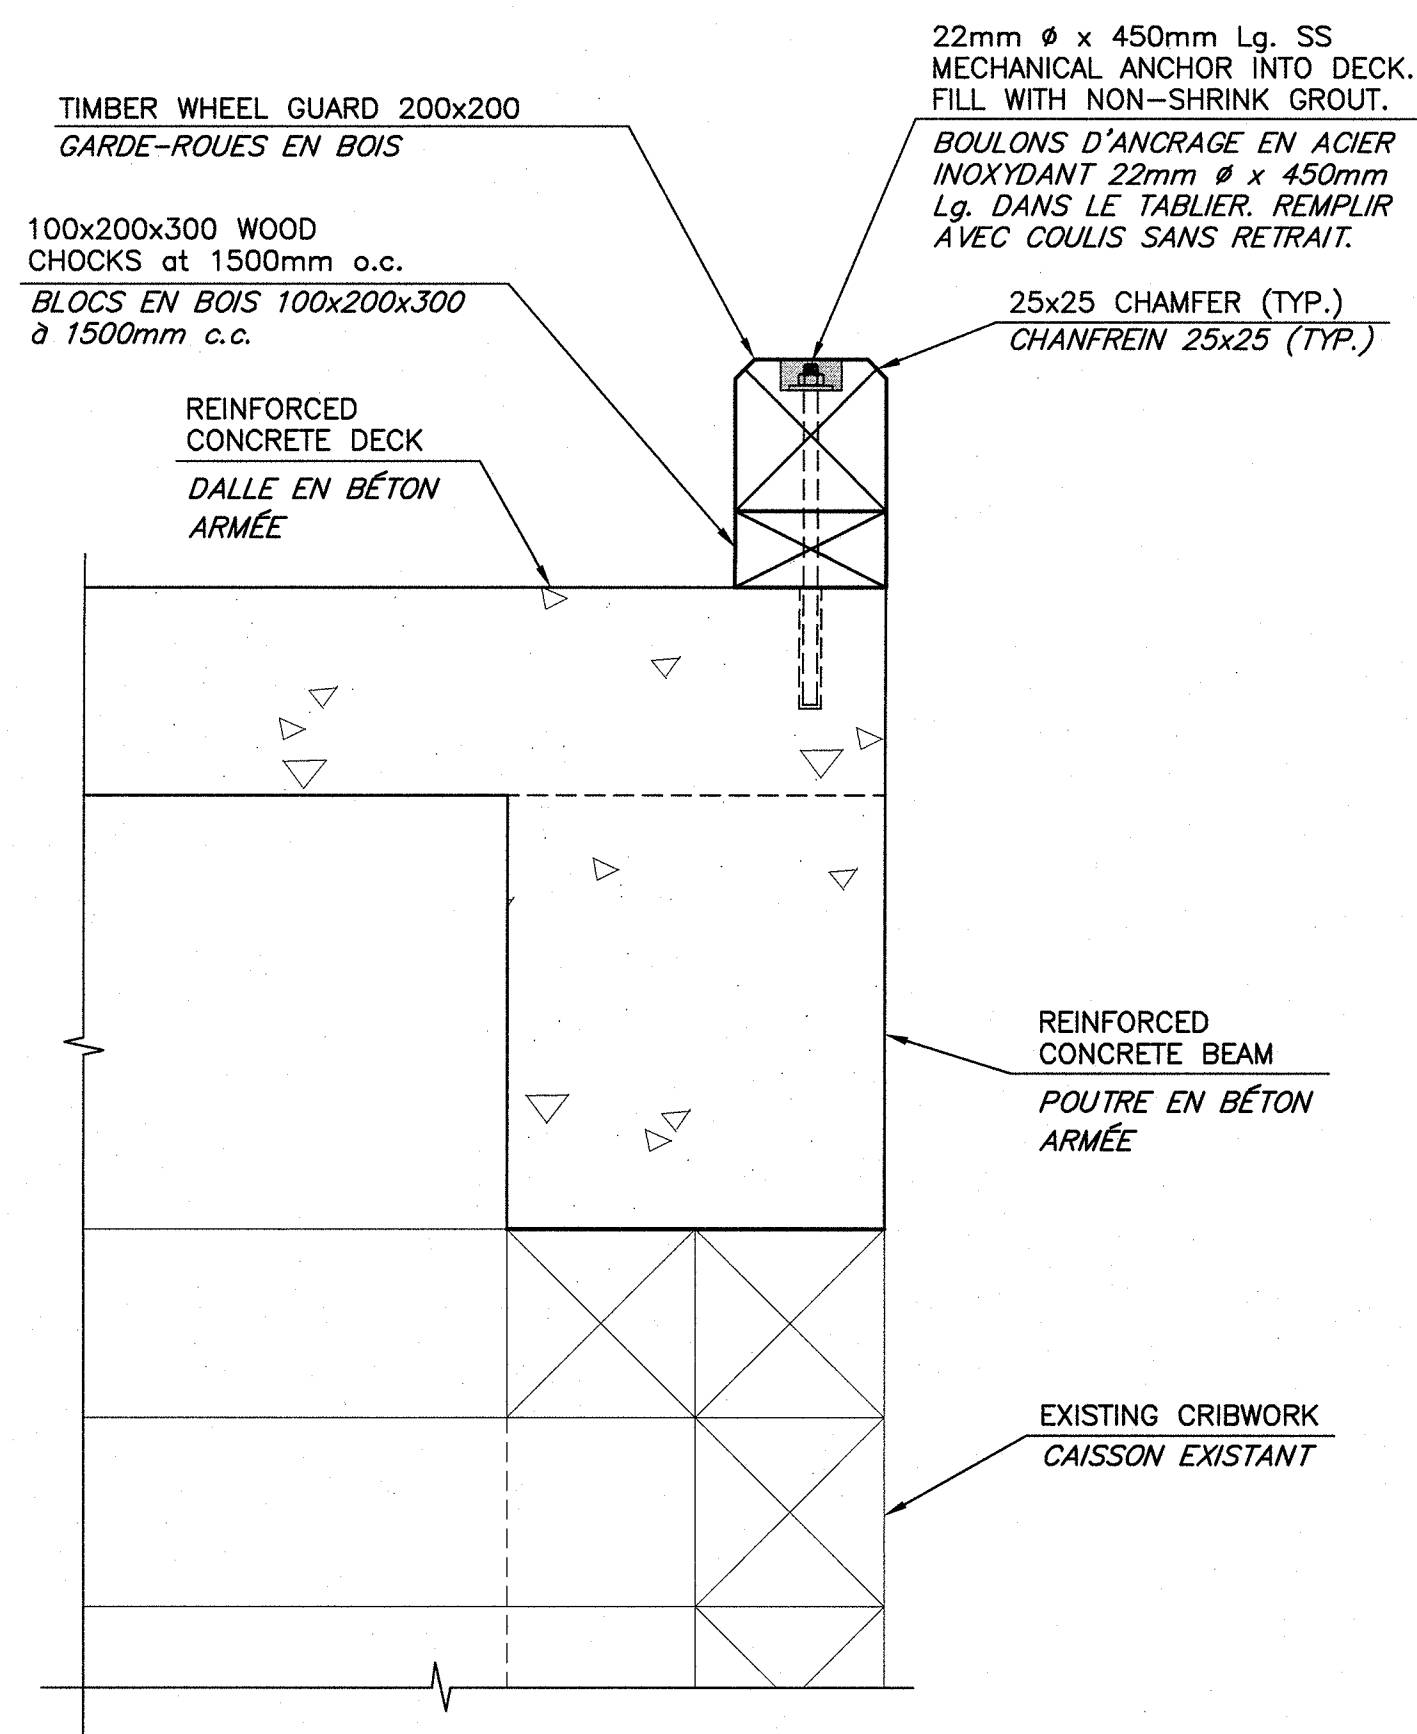 22mm ø x 450mm Lg. SS
MECHANICAL ANCHOR INTO DECK.
FILL WITH NON-SHRINK GROUT.
BOULONS D'ANCRAGE EN ACIER
INOXYDANT 22mm ø x 450mm
Lg. DANS LE TABLIER. REMPLIR
AVEC COULIS SANS RETRAIT.
TIMBER WHEEL GUARD 200x200
GARDE-ROUES EN BOIS
100x200x300 WOOD
CHOCKS at 1500mm o.c.
BLOCS EN BOIS 100x200x300
à 1500mm c.c.
25x25 CHAMFER (TYP.)
CHANFREIN 25x25 (TYP.)
REINFORCED
CONCRETE DECK
DALLE EN BÉTON
ARMÉE
REINFORCED
CONCRETE BEAM
POUTRE EN BÉTON
ARMÉE
EXISTING CRIBWORK
CAISSON EXISTANT